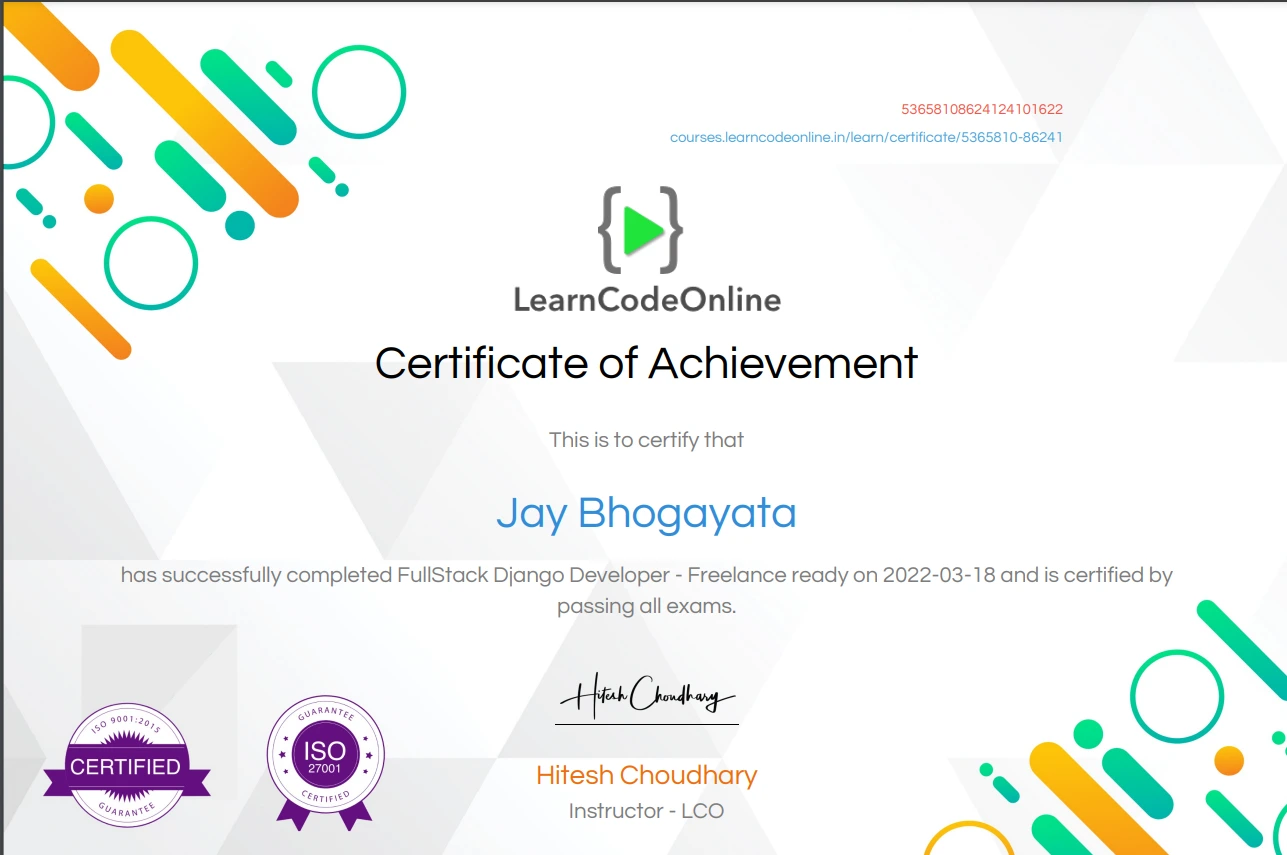 53658108624124101622
courses.learncodeonline.in/learn/certificate/5365810-86241
LearnCodeOnline
Certificate of Achievement
This is to certify that
Jay Bhogayata
has successfully completed FullStack Django Developer - Freelance ready on 2022-03-18 and is certified by
passing all exams.
Hitesh Choudhary
Hitesh Choudhary
Instructor - LCO
ISO 9001:2015
CERTIFIED
GUARANTEE
GUARANTEE
ISO
27001
CERTIFIED